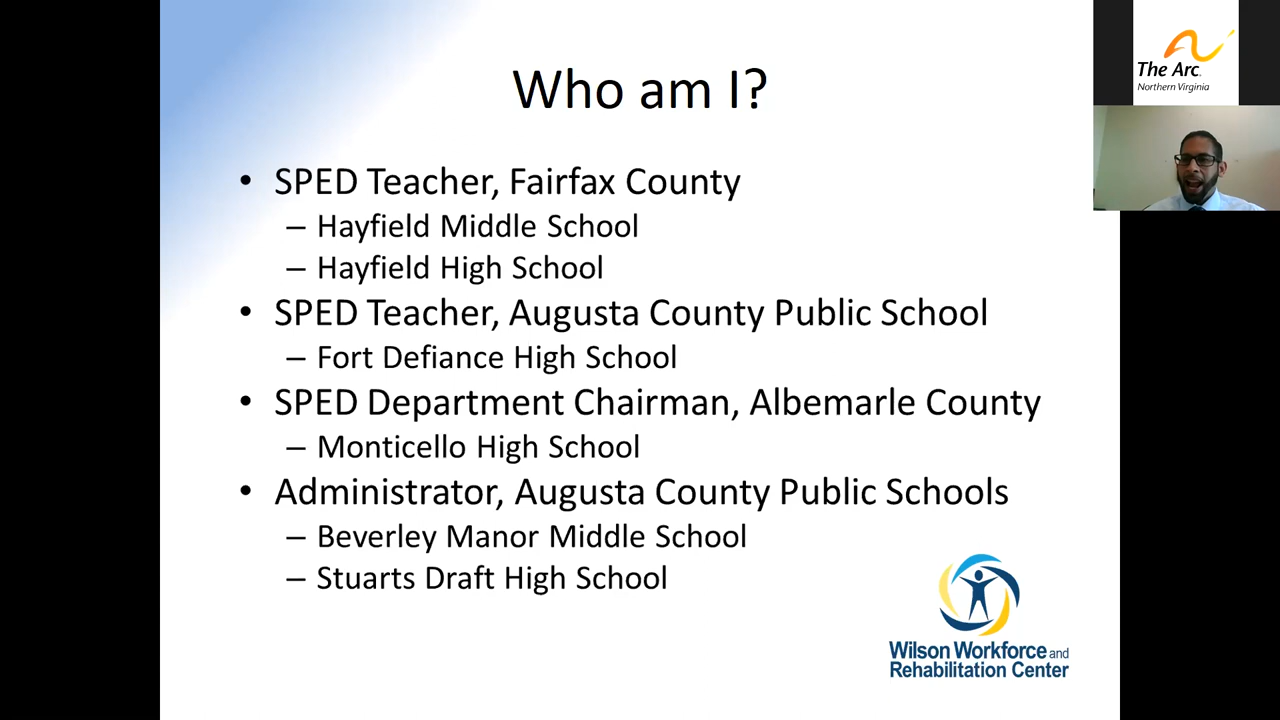 Who am I?
• SPED Teacher, Fairfax County
– Hayfield Middle School
– Hayfield High School
• SPED Teacher, Augusta County Public School
– Fort Defiance High School
• SPED Department Chairman, Albemarle County
– Monticello High School
• Administrator, Augusta County Public Schools
– Beverley Manor Middle School
– Stuarts Draft High School
Wilson Workforce and
Rehabilitation Center
The Arc.
Northern Virginia